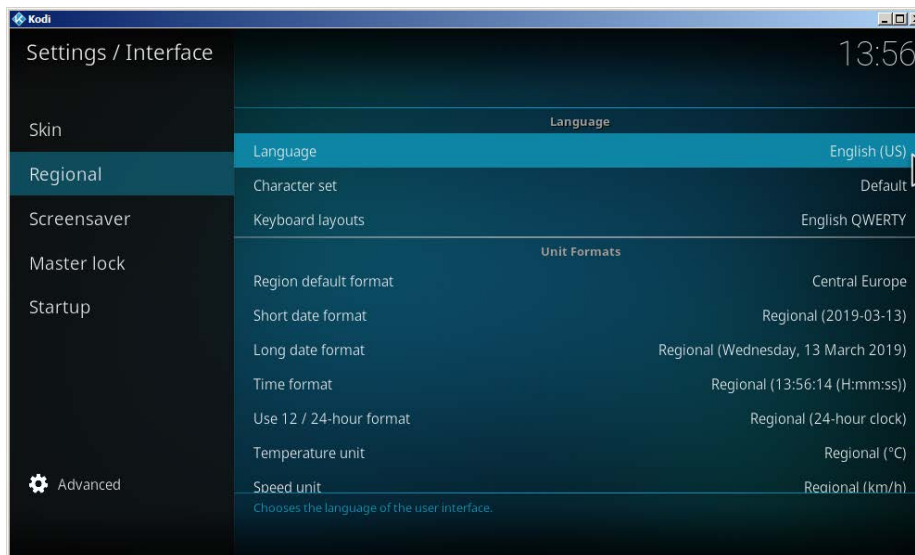 Kodi
Settings / Interface
13:56
Skin
Regional
Screensaver
Master lock
Startup
Advanced
Language
Language English (US)
Character set Default
Keyboard layouts English QWERTY
Unit Formats
Region default format Central Europe
Short date format Regional (2019-03-13)
Long date format Regional (Wednesday, 13 March 2019)
Time format Regional (13:56:14 (H:mm:ss))
Use 12 / 24-hour format Regional (24-hour clock)
Temperature unit Regional (°C)
Speed unit Regional (km/h)
Chooses the language of the user interface.